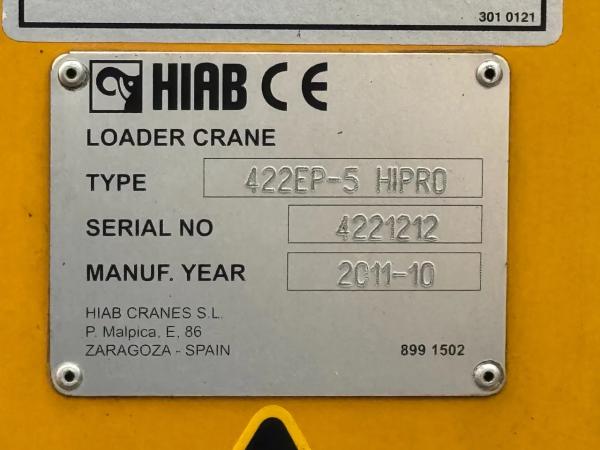 301 0121
HIAB CE
LOADER CRANE
TYPE 422EP-5 HIPRO
SERIAL NO 4221212
MANUF. YEAR 2011-10
HIAB CRANES S.L.
P. Malpica, E, 86
ZARAGOZA - SPAIN 899 1502